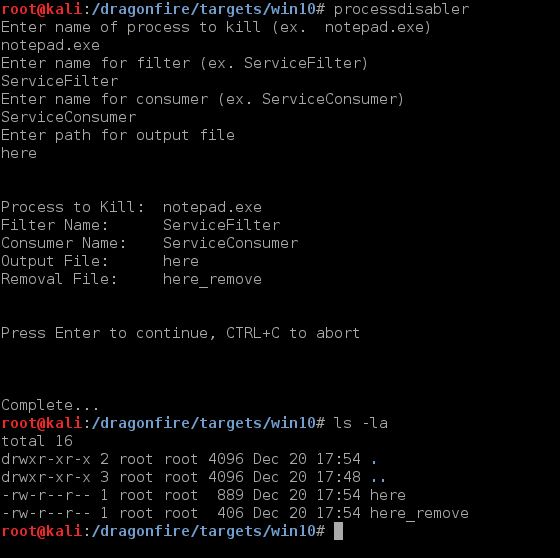 root@kali:/dragonfire/targets/win10# processdisabler
Enter name of process to kill (ex.  notepad.exe)
notepad.exe
Enter name for filter (ex. ServiceFilter)
ServiceFilter
Enter name for consumer (ex. ServiceConsumer)
ServiceConsumer
Enter path for output file
here
Process to Kill:  notepad.exe
Filter Name:      ServiceFilter
Consumer Name:    ServiceConsumer
Output File:      here
Removal File:     here_remove
Press Enter to continue, CTRL+C to abort
Complete...
root@kali:/dragonfire/targets/win10# ls -la
total 16
drwxr-xr-x 2 root root 4096 Dec 20 17:54 .
drwxr-xr-x 3 root root 4096 Dec 20 17:48 ..
-rw-r--r-- 1 root root  889 Dec 20 17:54 here
-rw-r--r-- 1 root root  406 Dec 20 17:54 here_remove
root@kali:/dragonfire/targets/win10#